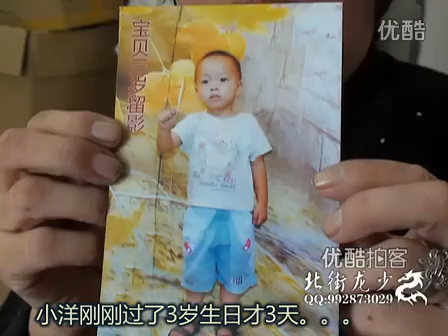 优酷
宝贝三岁留影
优酷拍客
北街龙少
QQ:992873029
小洋刚刚过了3岁生日才3天。。。